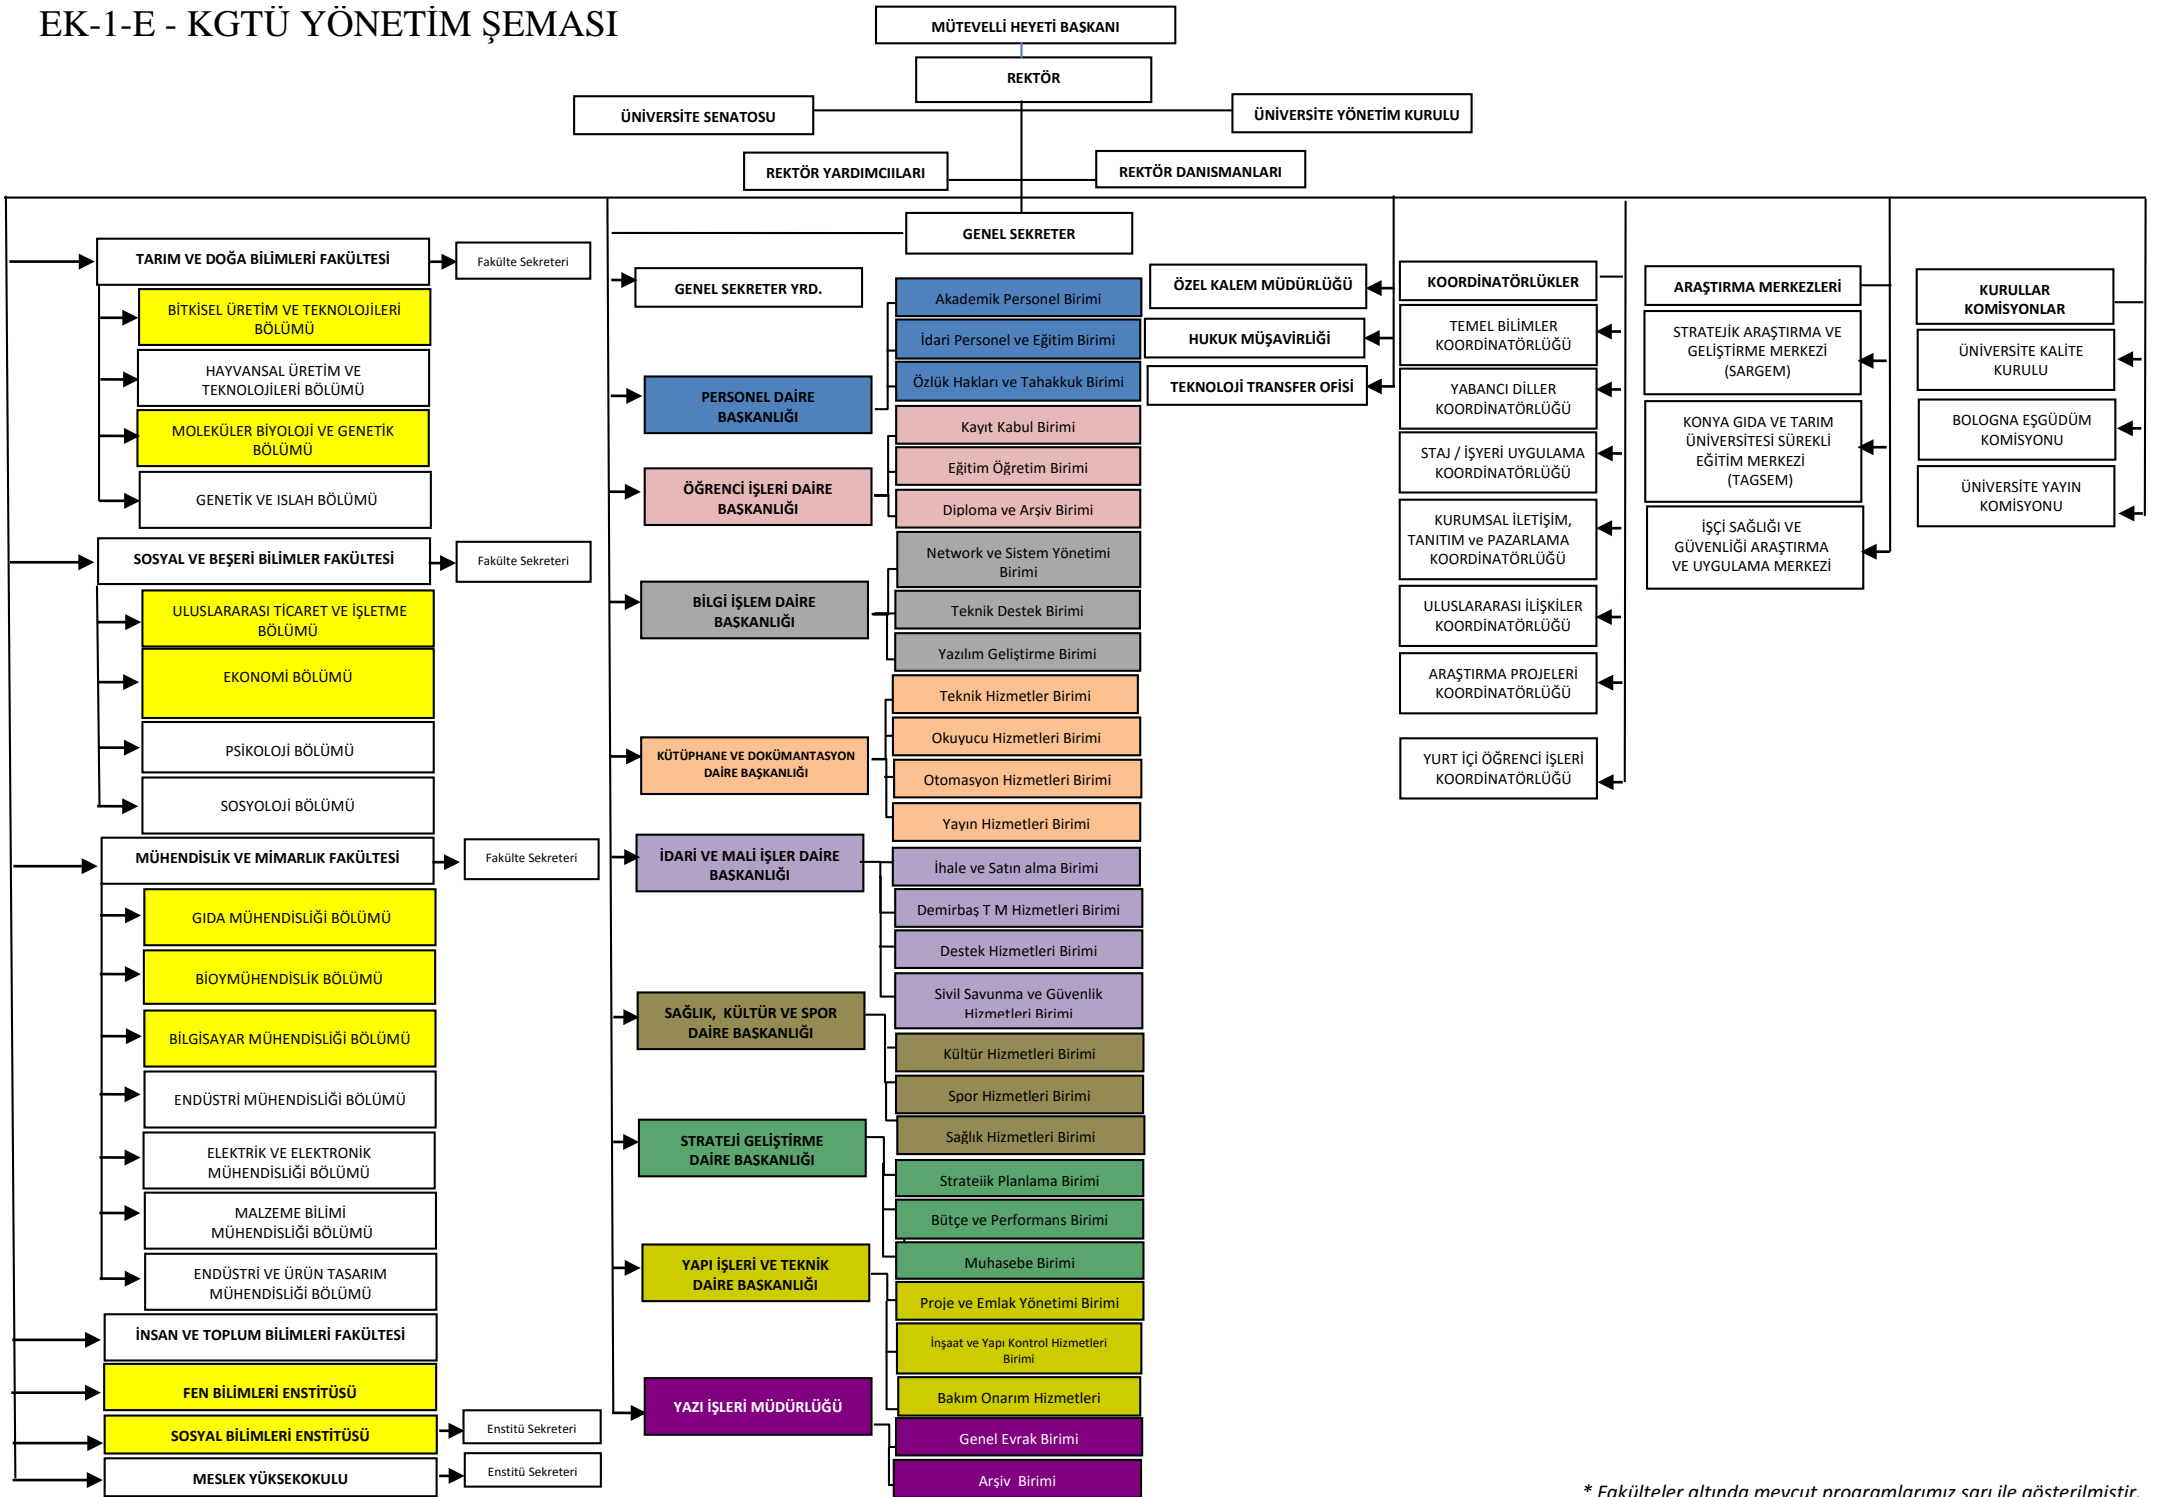 EK-1-E - KGTÜ YÖNETİM ŞEMASI
MÜTEVELLİ HEYETİ BAŞKANI
REKTÖR
ÜNİVERSİTE SENATOSU
ÜNİVERSİTE YÖNETİM KURULU
REKTÖR YARDIMCIILARI
REKTÖR DANISMANLARI
GENEL SEKRETER
TARIM VE DOĞA BİLİMLERİ FAKÜLTESİ
Fakülte Sekreteri
BİTKİSEL ÜRETİM VE TEKNOLOJİLERİ
BÖLÜMÜ
HAYVANSAL ÜRETİM VE
TEKNOLOJİLERİ BÖLÜMÜ
MOLEKÜLER BİYOLOJİ VE GENETİK
BÖLÜMÜ
GENETİK VE ISLAH BÖLÜMÜ
SOSYAL VE BEŞERİ BİLİMLER FAKÜLTESİ
Fakülte Sekreteri
ULUSLARARASI TİCARET VE İŞLETME
BÖLÜMÜ
EKONOMİ BÖLÜMÜ
PSİKOLOJİ BÖLÜMÜ
SOSYOLOJİ BÖLÜMÜ
MÜHENDİSLİK VE MİMARLIK FAKÜLTESİ
Fakülte Sekreteri
GIDA MÜHENDİSLİĞİ BÖLÜMÜ
BİOYMÜHENDİSLİK BÖLÜMÜ
BİLGİSAYAR MÜHENDİSLİĞİ BÖLÜMÜ
ENDÜSTRİ MÜHENDİSLİĞİ BÖLÜMÜ
ELEKTRİK VE ELEKTRONİK
MÜHENDİSLİĞİ BÖLÜMÜ
MALZEME BİLİMİ
MÜHENDİSLİĞİ BÖLÜMÜ
ENDÜSTRİ VE ÜRÜN TASARIM
MÜHENDİSLİĞİ BÖLÜMÜ
İNSAN VE TOPLUM BİLİMLERİ FAKÜLTESİ
FEN BİLİMLERİ ENSTİTÜSÜ
SOSYAL BİLİMLERİ ENSTİTÜSÜ
Enstitü Sekreteri
MESLEK YÜKSEKOKULU
Enstitü Sekreteri
GENEL SEKRETER YRD.
PERSONEL DAİRE
BAŞKANLIĞI
Akademik Personel Birimi
İdari Personel ve Eğitim Birimi
Özlük Hakları ve Tahakkuk Birimi
ÖĞRENCİ İŞLERİ DAİRE
BAŞKANLIĞI
Kayıt Kabul Birimi
Eğitim Öğretim Birimi
Diploma ve Arşiv Birimi
BİLGİ İŞLEM DAİRE
BAŞKANLIĞI
Network ve Sistem Yönetimi
Birimi
Teknik Destek Birimi
Yazılım Geliştirme Birimi
KÜTÜPHANE VE DOKÜMANTASYON
DAİRE BAŞKANLIĞI
Teknik Hizmetler Birimi
Okuyucu Hizmetleri Birimi
Otomasyon Hizmetleri Birimi
Yayın Hizmetleri Birimi
İDARİ VE MALİ İŞLER DAİRE
BAŞKANLIĞI
İhale ve Satın alma Birimi
Demirbaş T M Hizmetleri Birimi
Destek Hizmetleri Birimi
Sivil Savunma ve Güvenlik
Hizmetleri Birimi
SAĞLIK, KÜLTÜR VE SPOR
DAİRE BAŞKANLIĞI
Kültür Hizmetleri Birimi
Spor Hizmetleri Birimi
Sağlık Hizmetleri Birimi
STRATEJİ GELİŞTİRME
DAİRE BAŞKANLIĞI
Stratejik Planlama Birimi
Bütçe ve Performans Birimi
Muhasebe Birimi
YAPI İŞLERİ VE TEKNİK
DAİRE BAŞKANLIĞI
Proje ve Emlak Yönetimi Birimi
İnşaat ve Yapı Kontrol Hizmetleri
Birimi
Bakım Onarım Hizmetleri
YAZI İŞLERİ MÜDÜRLÜĞÜ
Genel Evrak Birimi
Arşiv Birimi
ÖZEL KALEM MÜDÜRLÜĞÜ
HUKUK MÜŞAVİRLİĞİ
TEKNOLOJİ TRANSFER OFİSİ
KOORDİNATÖRLÜKLER
TEMEL BİLİMLER
KOORDİNATÖRLÜĞÜ
YABANCI DİLLER
KOORDİNATÖRLÜĞÜ
STAJ / İŞYERİ UYGULAMA
KOORDİNATÖRLÜĞÜ
KURUMSAL İLETİŞİM,
TANITIM ve PAZARLAMA
KOORDİNATÖRLÜĞÜ
ULUSLARARASI İLİŞKİLER
KOORDİNATÖRLÜĞÜ
ARAŞTIRMA PROJELERİ
KOORDİNATÖRLÜĞÜ
YURT İÇİ ÖĞRENCİ İŞLERİ
KOORDİNATÖRLÜĞÜ
ARAŞTIRMA MERKEZLERİ
STRATEJİK ARAŞTIRMA VE
GELİŞTİRME MERKEZİ
(SARGEM)
KONYA GIDA VE TARIM
ÜNİVERSİTESİ SÜREKLİ
EĞİTİM MERKEZİ
(TAGSEM)
İŞÇİ SAĞLIĞI VE
GÜVENLİĞİ ARAŞTIRMA
VE UYGULAMA MERKEZİ
KURULLAR
KOMİSYONLAR
ÜNİVERSİTE KALİTE
KURULU
BOLOGNA EŞGÜDÜM
KOMİSYONU
ÜNİVERSİTE YAYIN
KOMİSYONU
* Fakülteler altında mevcut programlarımız sarı ile gösterilmiştir.